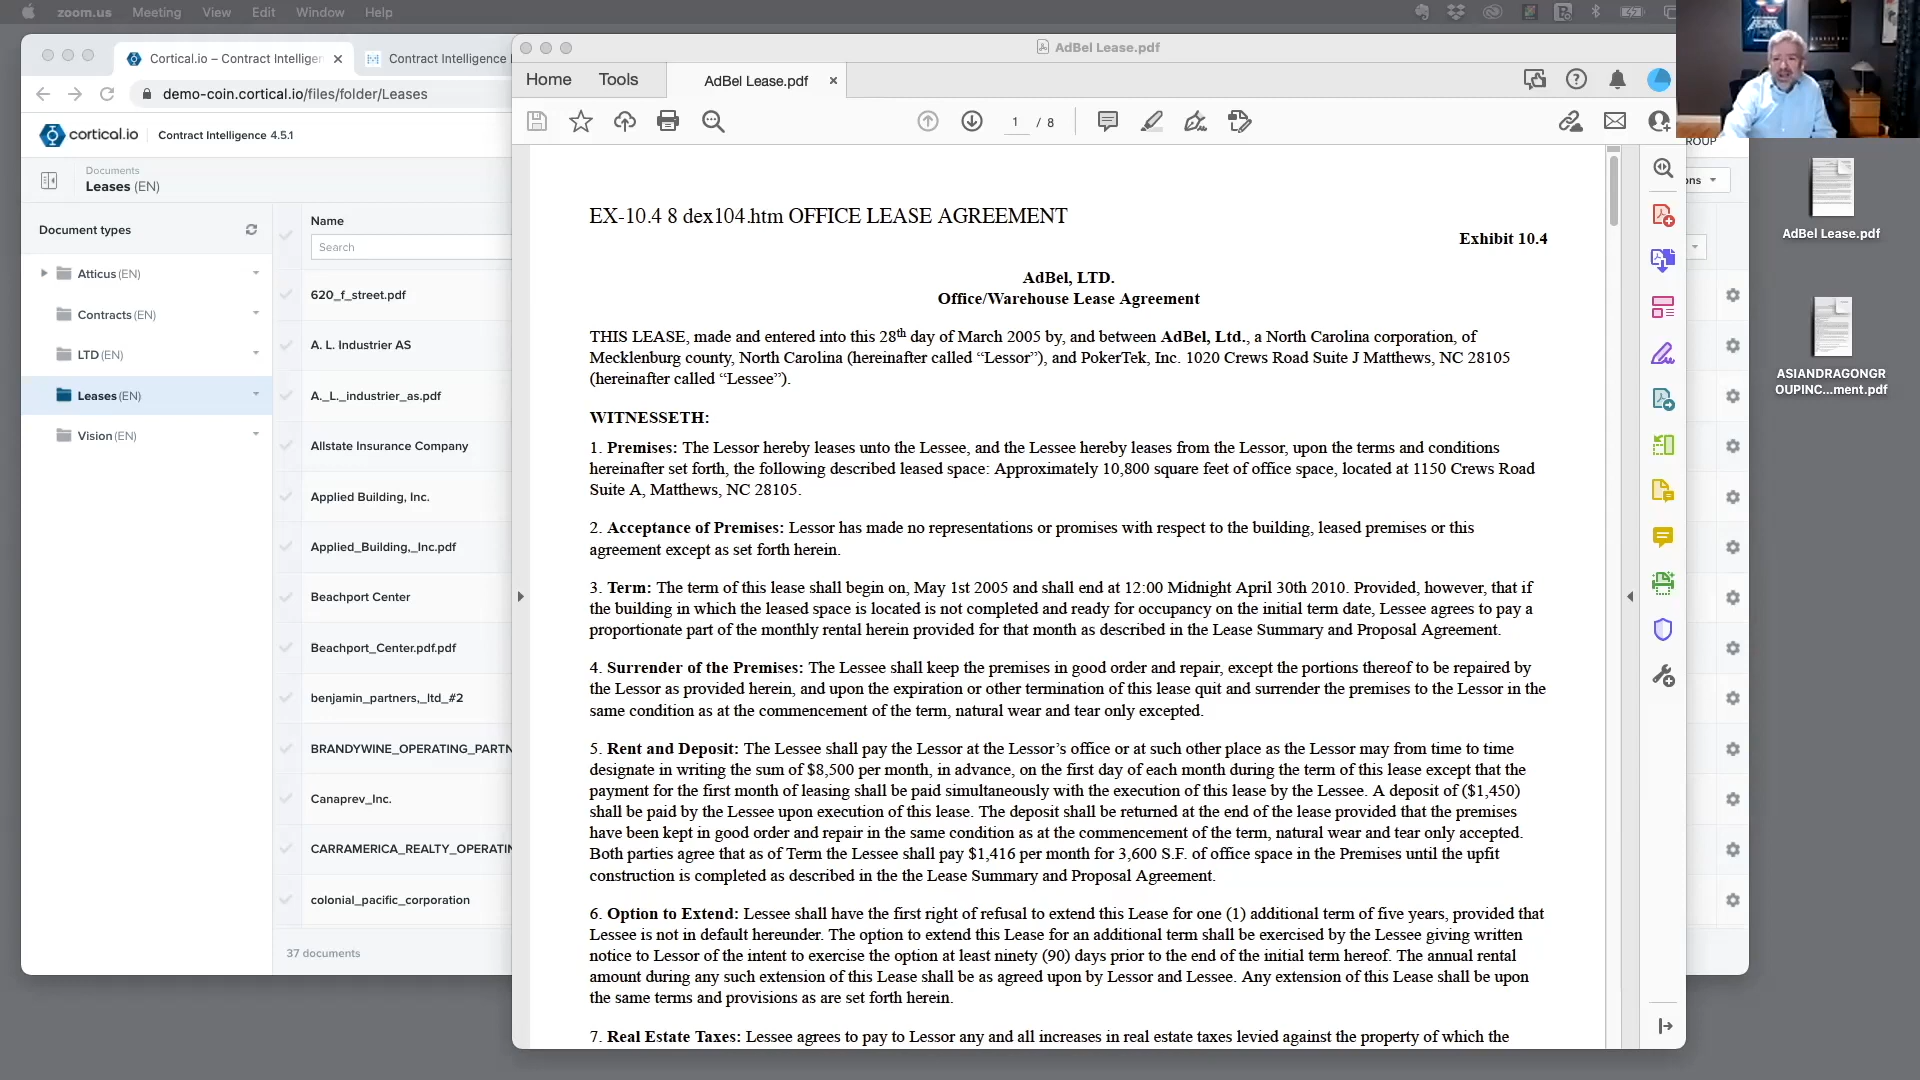 zoom.us Meeting View Edit Window Help
Cortical.io – Contract Intelligen
Contract Intelligence
demo-coin.cortical.io/files/folder/Leases
cortical.io Contract Intelligence 4.5.1
Documents
Leases (EN)
Document types
Atticus (EN)
Contracts (EN)
LTD (EN)
Leases (EN)
Vision (EN)
Name
Search
620_f_street.pdf
A. L. Industrier AS
A._L._industrier_as.pdf
Allstate Insurance Company
Applied Building, Inc.
Applied_Building,_Inc.pdf
Beachport Center
Beachport_Center.pdf.pdf
benjamin_partners,_ltd_#2
BRANDYWINE_OPERATING_PARTN
Canaprev_Inc.
CARRAMERICA_REALTY_OPERATIN
colonial_pacific_corporation
37 documents
AdBel Lease.pdf
Home Tools AdBel Lease.pdf
1 / 8
EX-10.4 8 dex104.htm OFFICE LEASE AGREEMENT
Exhibit 10.4
AdBel, LTD.
Office/Warehouse Lease Agreement
THIS LEASE, made and entered into this 28th day of March 2005 by, and between AdBel, Ltd., a North Carolina corporation, of
Mecklenburg county, North Carolina (hereinafter called “Lessor”), and PokerTek, Inc. 1020 Crews Road Suite J Matthews, NC 28105
(hereinafter called “Lessee”).
WITNESSETH:
1. Premises: The Lessor hereby leases unto the Lessee, and the Lessee hereby leases from the Lessor, upon the terms and conditions
hereinafter set forth, the following described leased space: Approximately 10,800 square feet of office space, located at 1150 Crews Road
Suite A, Matthews, NC 28105.
2. Acceptance of Premises: Lessor has made no representations or promises with respect to the building, leased premises or this
agreement except as set forth herein.
3. Term: The term of this lease shall begin on, May 1st 2005 and shall end at 12:00 Midnight April 30th 2010. Provided, however, that if
the building in which the leased space is located is not completed and ready for occupancy on the initial term date, Lessee agrees to pay a
proportionate part of the monthly rental herein provided for that month as described in the Lease Summary and Proposal Agreement.
4. Surrender of the Premises: The Lessee shall keep the premises in good order and repair, except the portions thereof to be repaired by
the Lessor as provided herein, and upon the expiration or other termination of this lease quit and surrender the premises to the Lessor in the
same condition as at the commencement of the term, natural wear and tear only excepted.
5. Rent and Deposit: The Lessee shall pay the Lessor at the Lessor’s office or at such other place as the Lessor may from time to time
designate in writing the sum of $8,500 per month, in advance, on the first day of each month during the term of this lease except that the
payment for the first month of leasing shall be paid simultaneously with the execution of this lease by the Lessee. A deposit of ($1,450)
shall be paid by the Lessee upon execution of this lease. The deposit shall be returned at the end of the lease provided that the premises
have been kept in good order and repair in the same condition as at the commencement of the term, natural wear and tear only accepted.
Both parties agree that as of Term the Lessee shall pay $1,416 per month for 3,600 S.F. of office space in the Premises until the upfit
construction is completed as described in the the Lease Summary and Proposal Agreement.
6. Option to Extend: Lessee shall have the first right of refusal to extend this Lease for one (1) additional term of five years, provided that
Lessee is not in default hereunder. The option to extend this Lease for an additional term shall be exercised by the Lessee giving written
notice to Lessor of the intent to exercise the option at least ninety (90) days prior to the end of the initial term hereof. The annual rental
amount during any such extension of this Lease shall be as agreed upon by Lessor and Lessee. Any extension of this Lease shall be upon
the same terms and provisions as are set forth herein.
7. Real Estate Taxes: Lessee agrees to pay to Lessor any and all increases in real estate taxes levied against the property of which the
ROUP
ons
AdBel Lease.pdf
ASIANDRAGONGR
OUPINC...ment.pdf